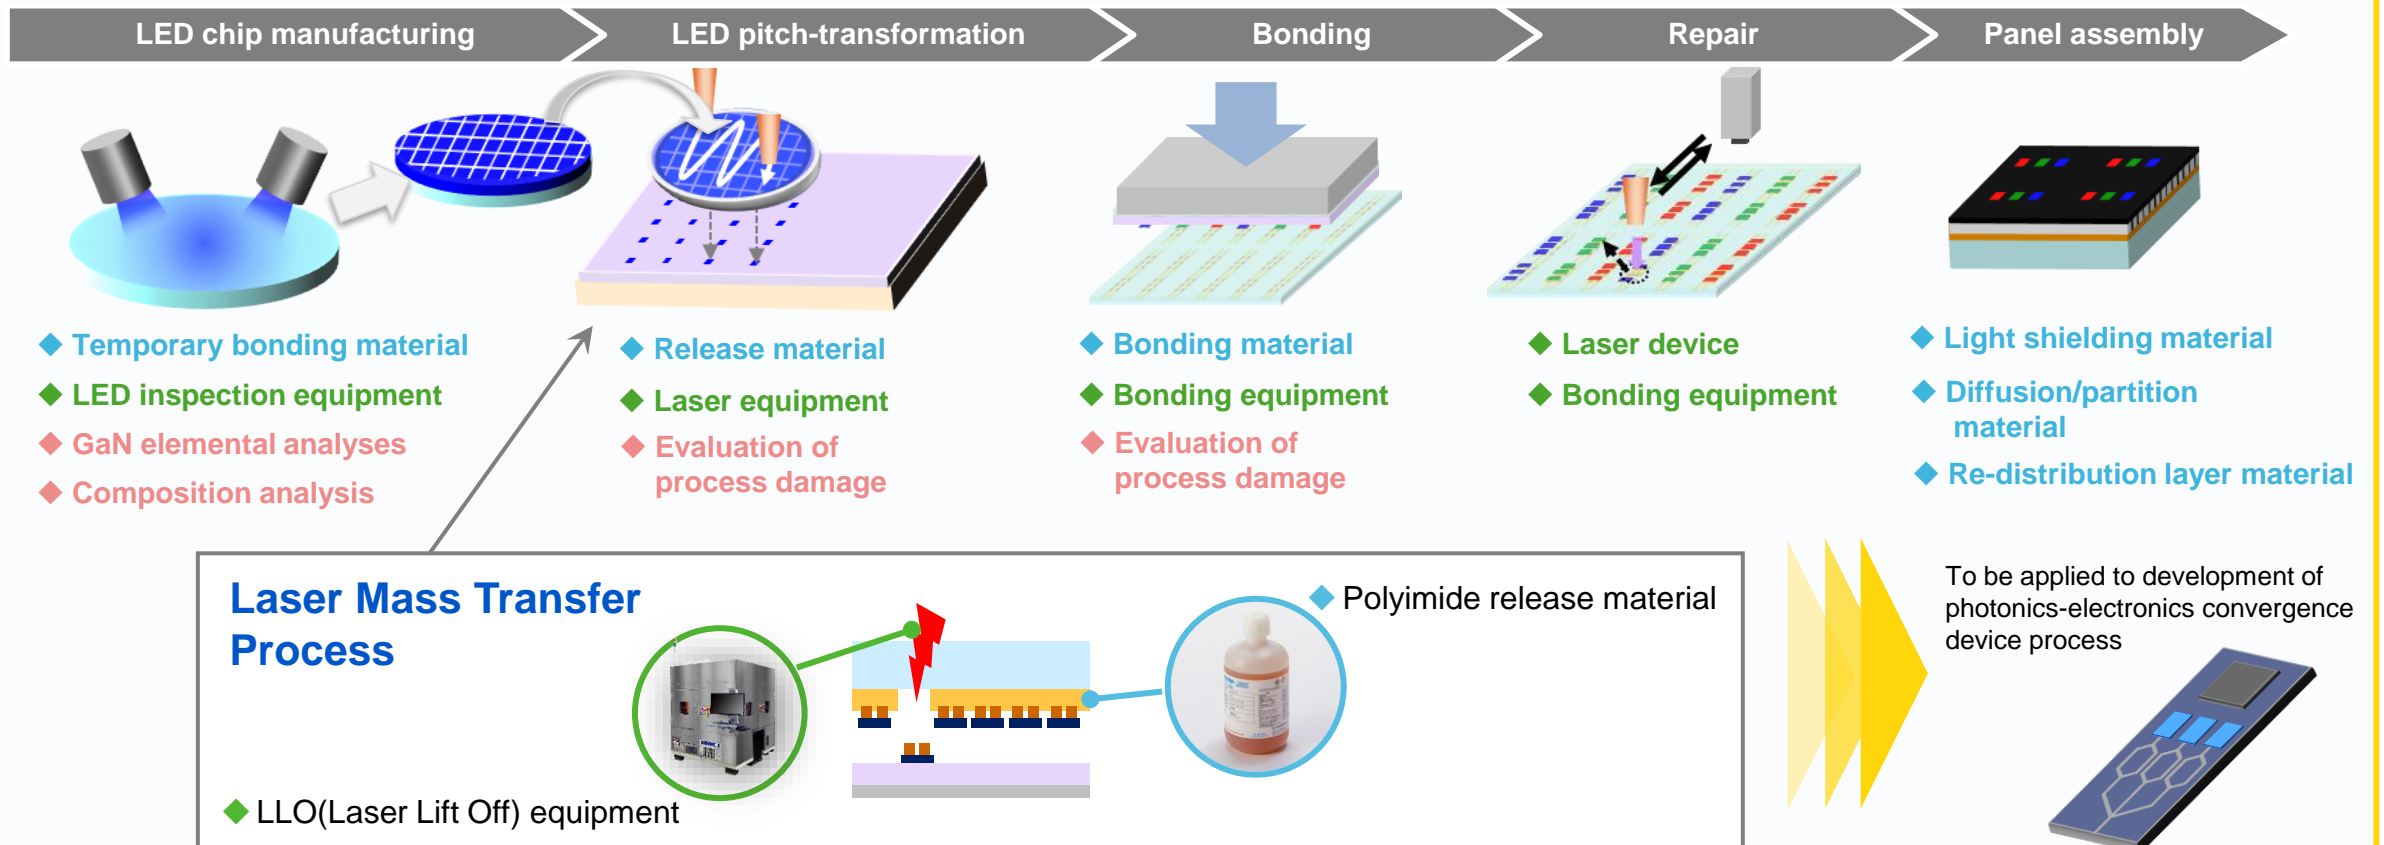 LED chip manufacturing
LED pitch-transformation
Bonding
Repair
Panel assembly
Temporary bonding material
LED inspection equipment
GaN elemental analyses
Composition analysis
Release material
Laser equipment
Evaluation of
process damage
Bonding material
Bonding equipment
Evaluation of
process damage
Laser device
Bonding equipment
Light shielding material
Diffusion/partition
material
Re-distribution layer material
Laser Mass Transfer
Process
LLO(Laser Lift Off) equipment
Polyimide release material
To be applied to development of
photonics-electronics convergence
device process